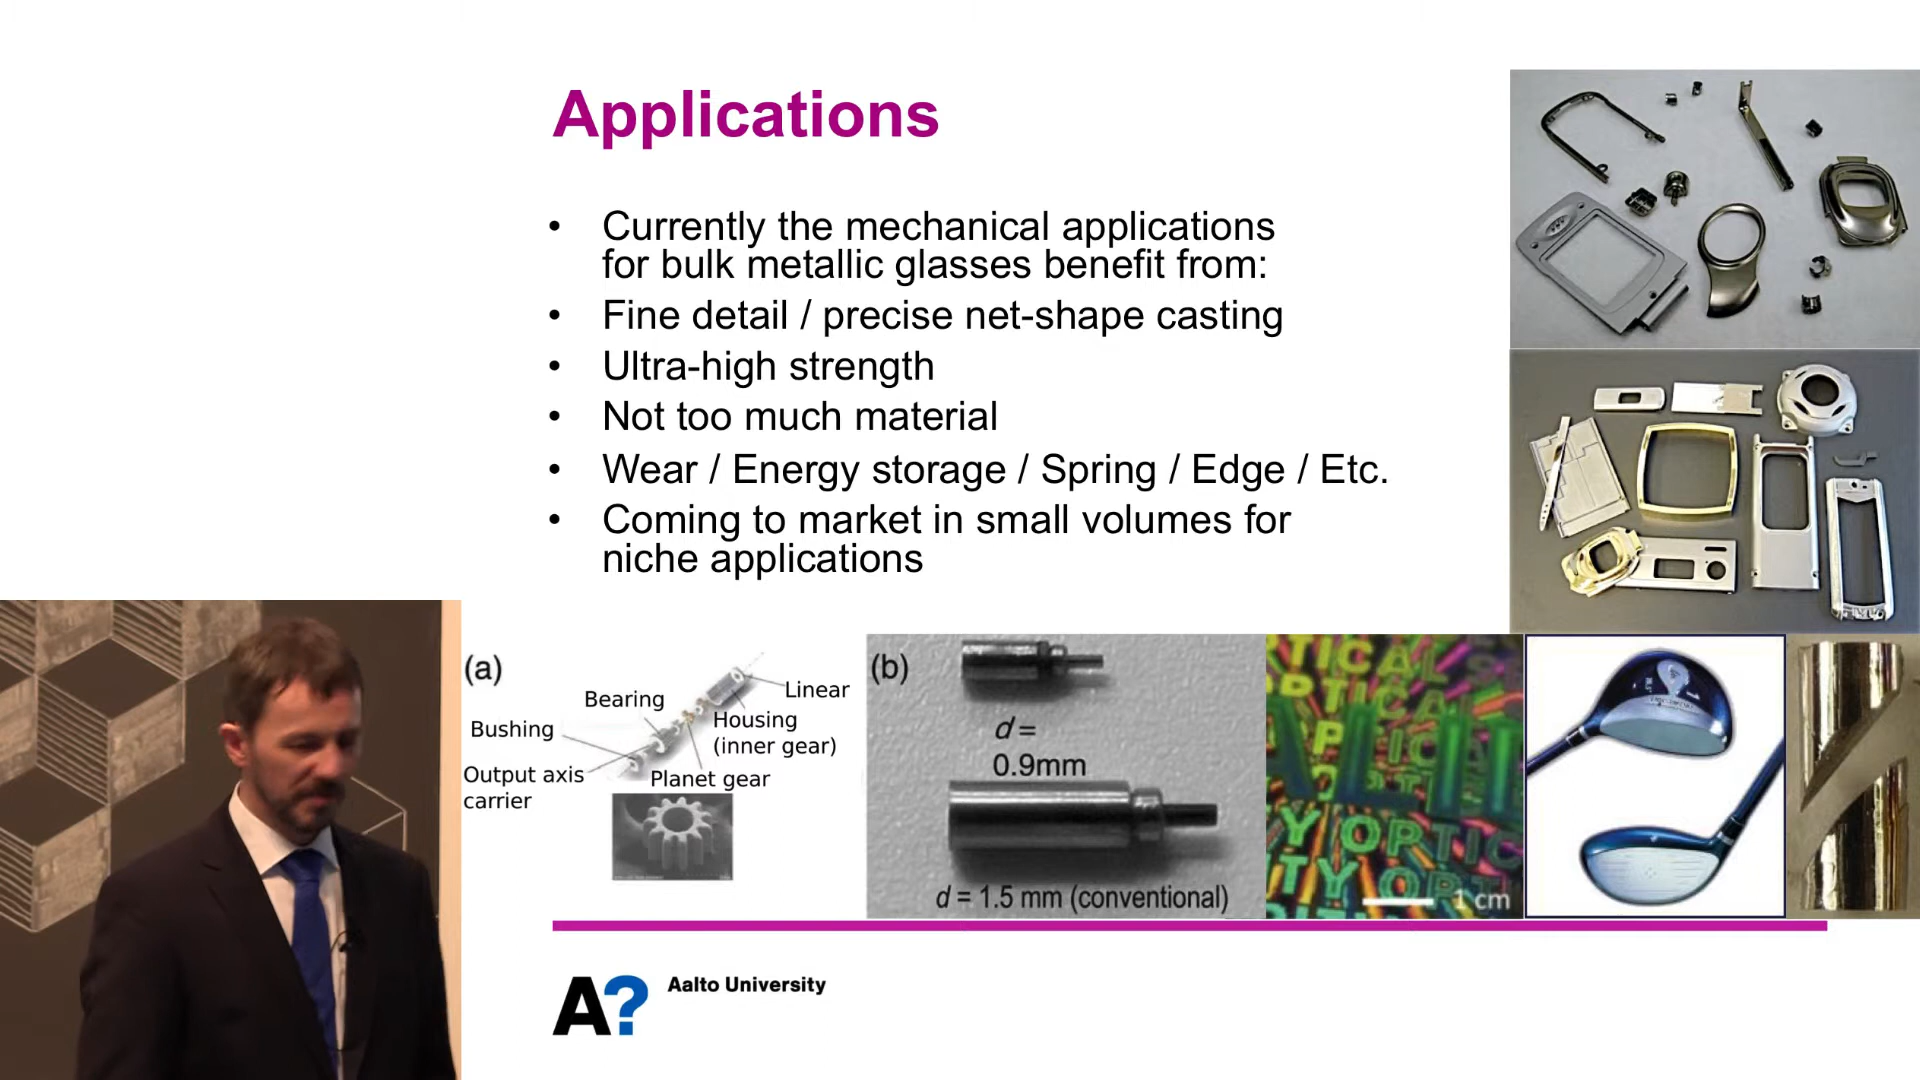 Applications
• Currently the mechanical applications
for bulk metallic glasses benefit from:
• Fine detail / precise net-shape casting
• Ultra-high strength
• Not too much material
• Wear / Energy storage / Spring / Edge / Etc.
• Coming to market in small volumes for
niche applications
(a)
Linear
Bearing
Housing
(inner gear)
Bushing
Output axis
carrier
Planet gear
(b)
d =
0.9mm
d = 1.5 mm (conventional)
TICAL
OPTIC
1 cm
A?
Aalto University